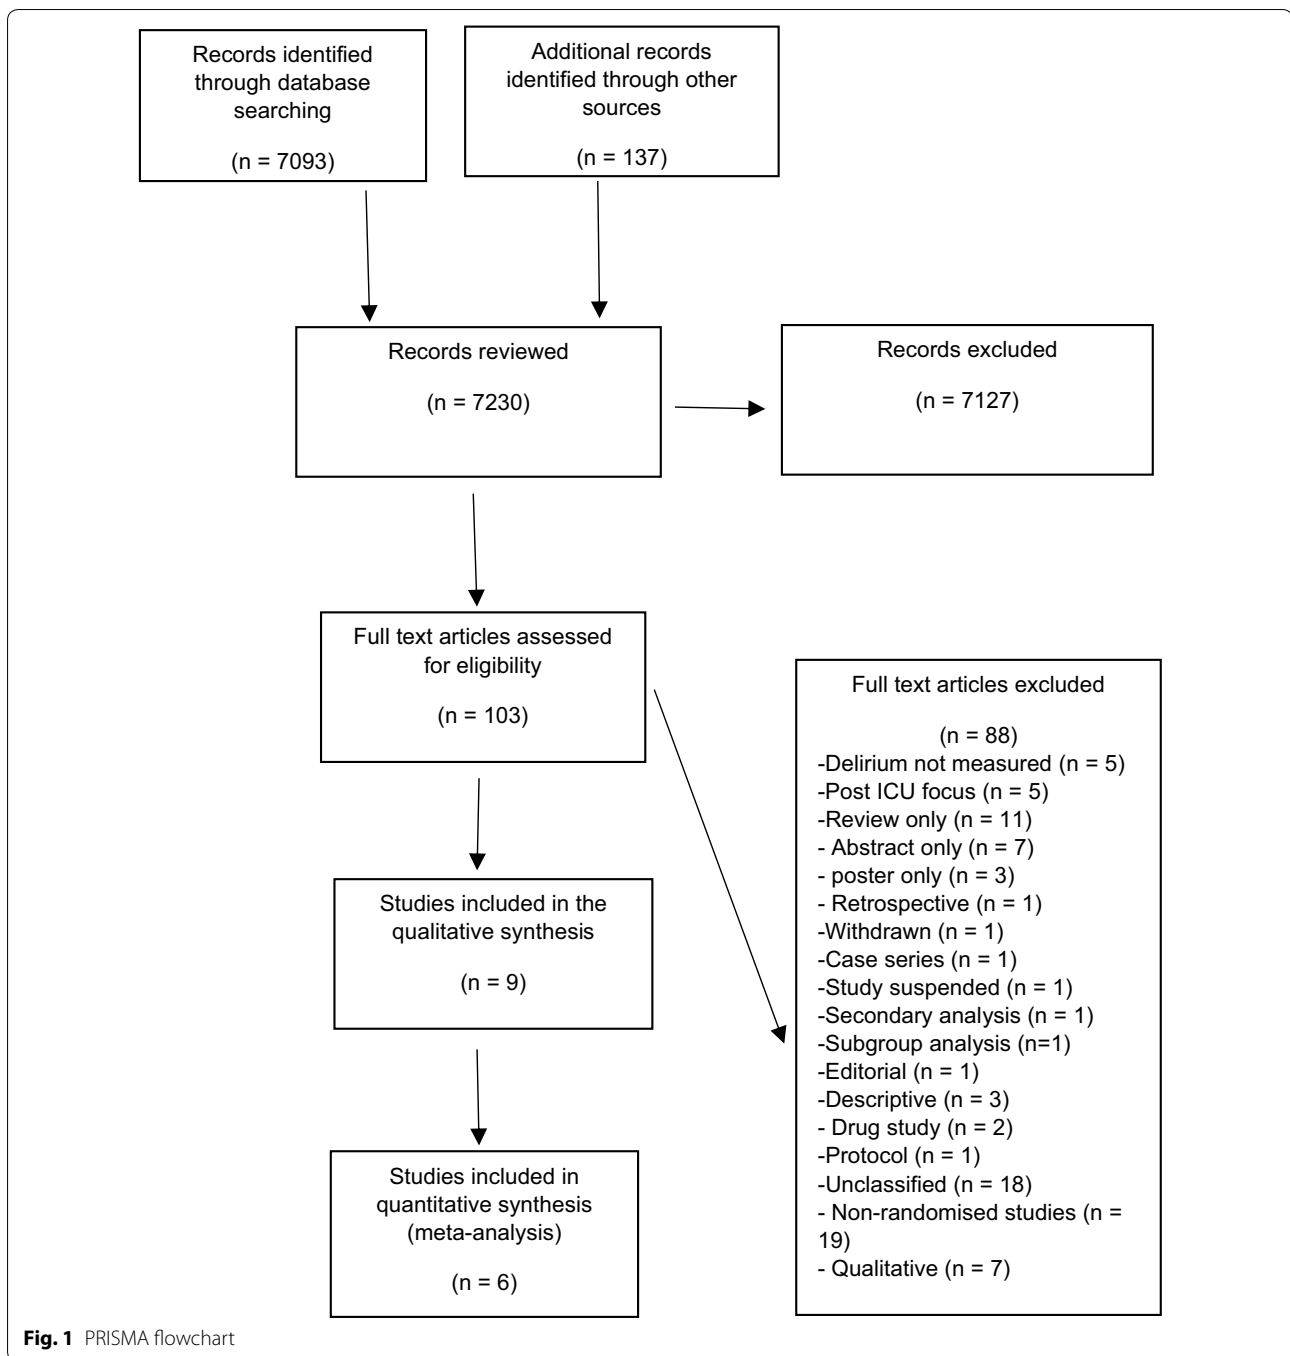 Records identified
through database
searching
(n = 7093)
Additional records
identified through other
sources
(n = 137)
Records reviewed
(n = 7230)
Records excluded
(n = 7127)
Full text articles assessed
for eligibility
(n = 103)
Full text articles excluded
(n = 88)
-Delirium not measured (n = 5)
-Post ICU focus (n = 5)
-Review only (n = 11)
- Abstract only (n = 7)
- poster only (n = 3)
- Retrospective (n = 1)
-Withdrawn (n = 1)
-Case series (n = 1)
-Study suspended (n = 1)
-Secondary analysis (n = 1)
-Subgroup analysis (n=1)
-Editorial (n = 1)
-Descriptive (n = 3)
- Drug study (n = 2)
-Protocol (n = 1)
-Unclassified (n = 18)
- Non-randomised studies (n =
19)
- Qualitative (n = 7)
Studies included in the
qualitative synthesis
(n = 9)
Studies included in
quantitative synthesis
(meta-analysis)
(n = 6)
Fig. 1 PRISMA flowchart